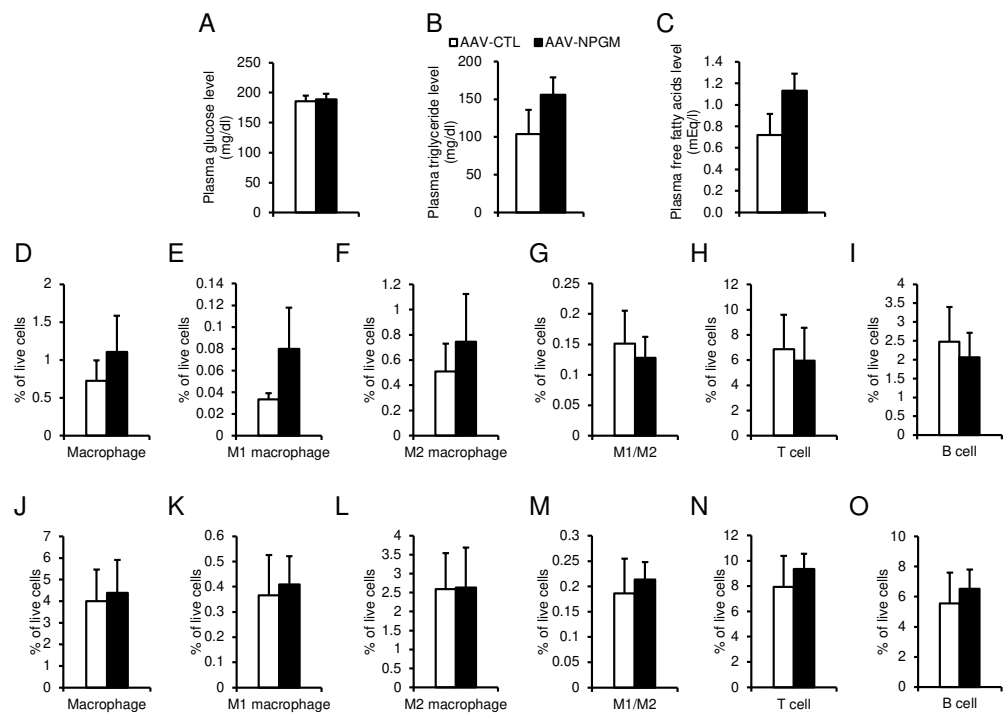 A
B
C
AAV-CTL AAV-NPGM
Plasma glucose level
(mg/dl)
250
200
150
100
50
0
Plasma triglyceride level
(mg/dl)
200
150
100
50
0
Plasma free fatty acids level
(mEq/l)
1.4
1.2
1.0
0.8
0.6
0.4
0.2
0.0
D
% of live cells
2
1.5
1
0.5
0
Macrophage
E
% of live cells
0.14
0.12
0.1
0.08
0.06
0.04
0.02
0
M1 macrophage
F
% of live cells
1.2
1
0.8
0.6
0.4
0.2
0
M2 macrophage
G
% of live cells
0.2
0.15
0.1
0.05
0
M1/M2
H
% of live cells
12
10
8
6
4
2
0
T cell
I
% of live cells
4
3.5
3
2.5
2
1.5
1
0.5
0
B cell
J
% of live cells
7
6
5
4
3
2
1
0
Macrophage
K
% of live cells
0.6
0.5
0.4
0.3
0.2
0.1
0
M1 macrophage
L
% of live cells
4
3.5
3
2.5
2
1.5
1
0.5
0
M2 macrophage
M
% of live cells
0.3
0.25
0.2
0.15
0.1
0.05
0
M1/M2
N
% of live cells
12
10
8
6
4
2
0
T cell
O
% of live cells
10
8
6
4
2
0
B cell